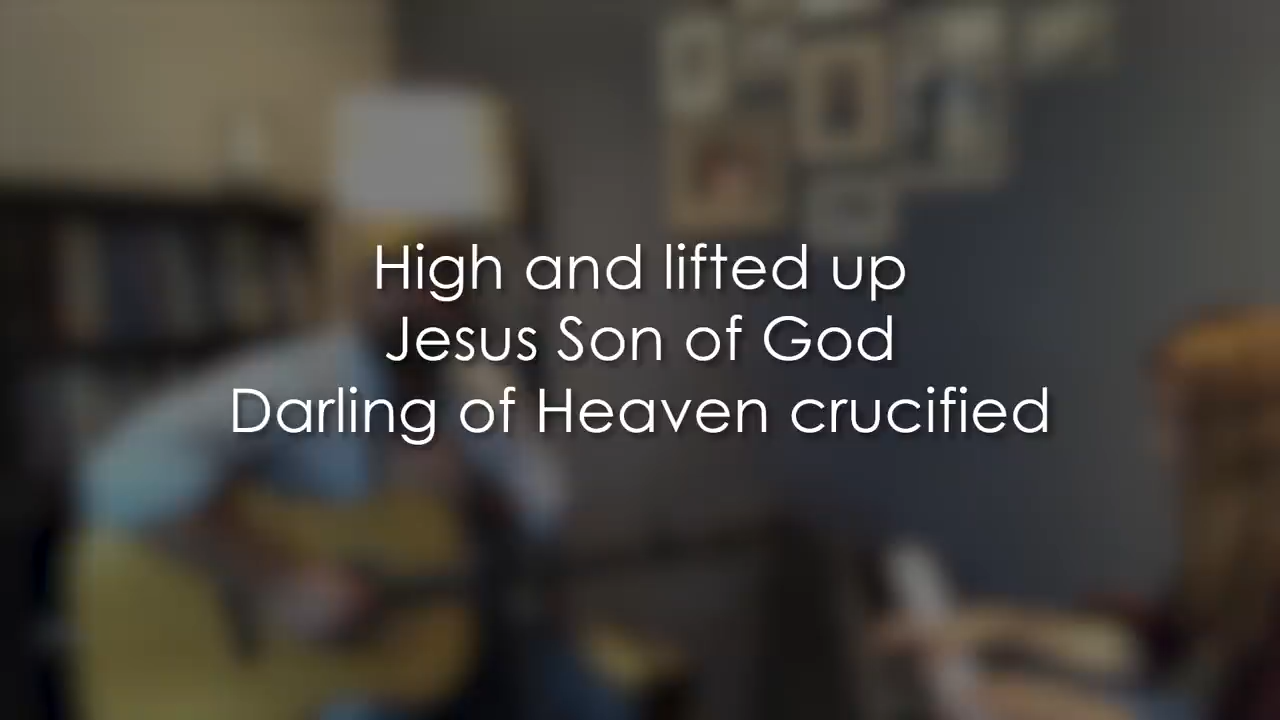 High and lifted up
Jesus Son of God
Darling of Heaven crucified